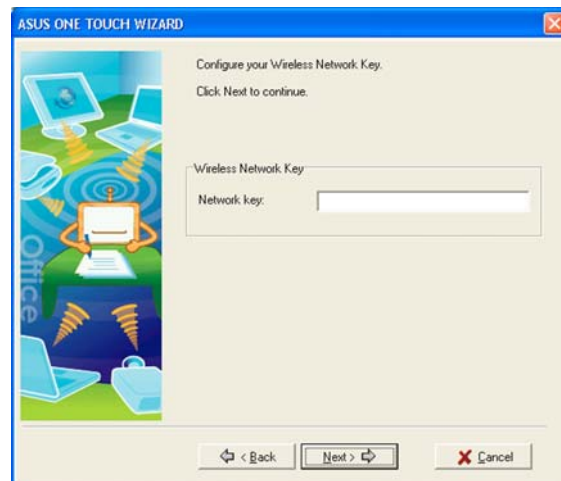 ASUS ONE TOUCH WIZARD
Configure your Wireless Network Key.
Click Next to continue.
Office
Wireless Network Key
Network key:
< Back
Next >
Cancel